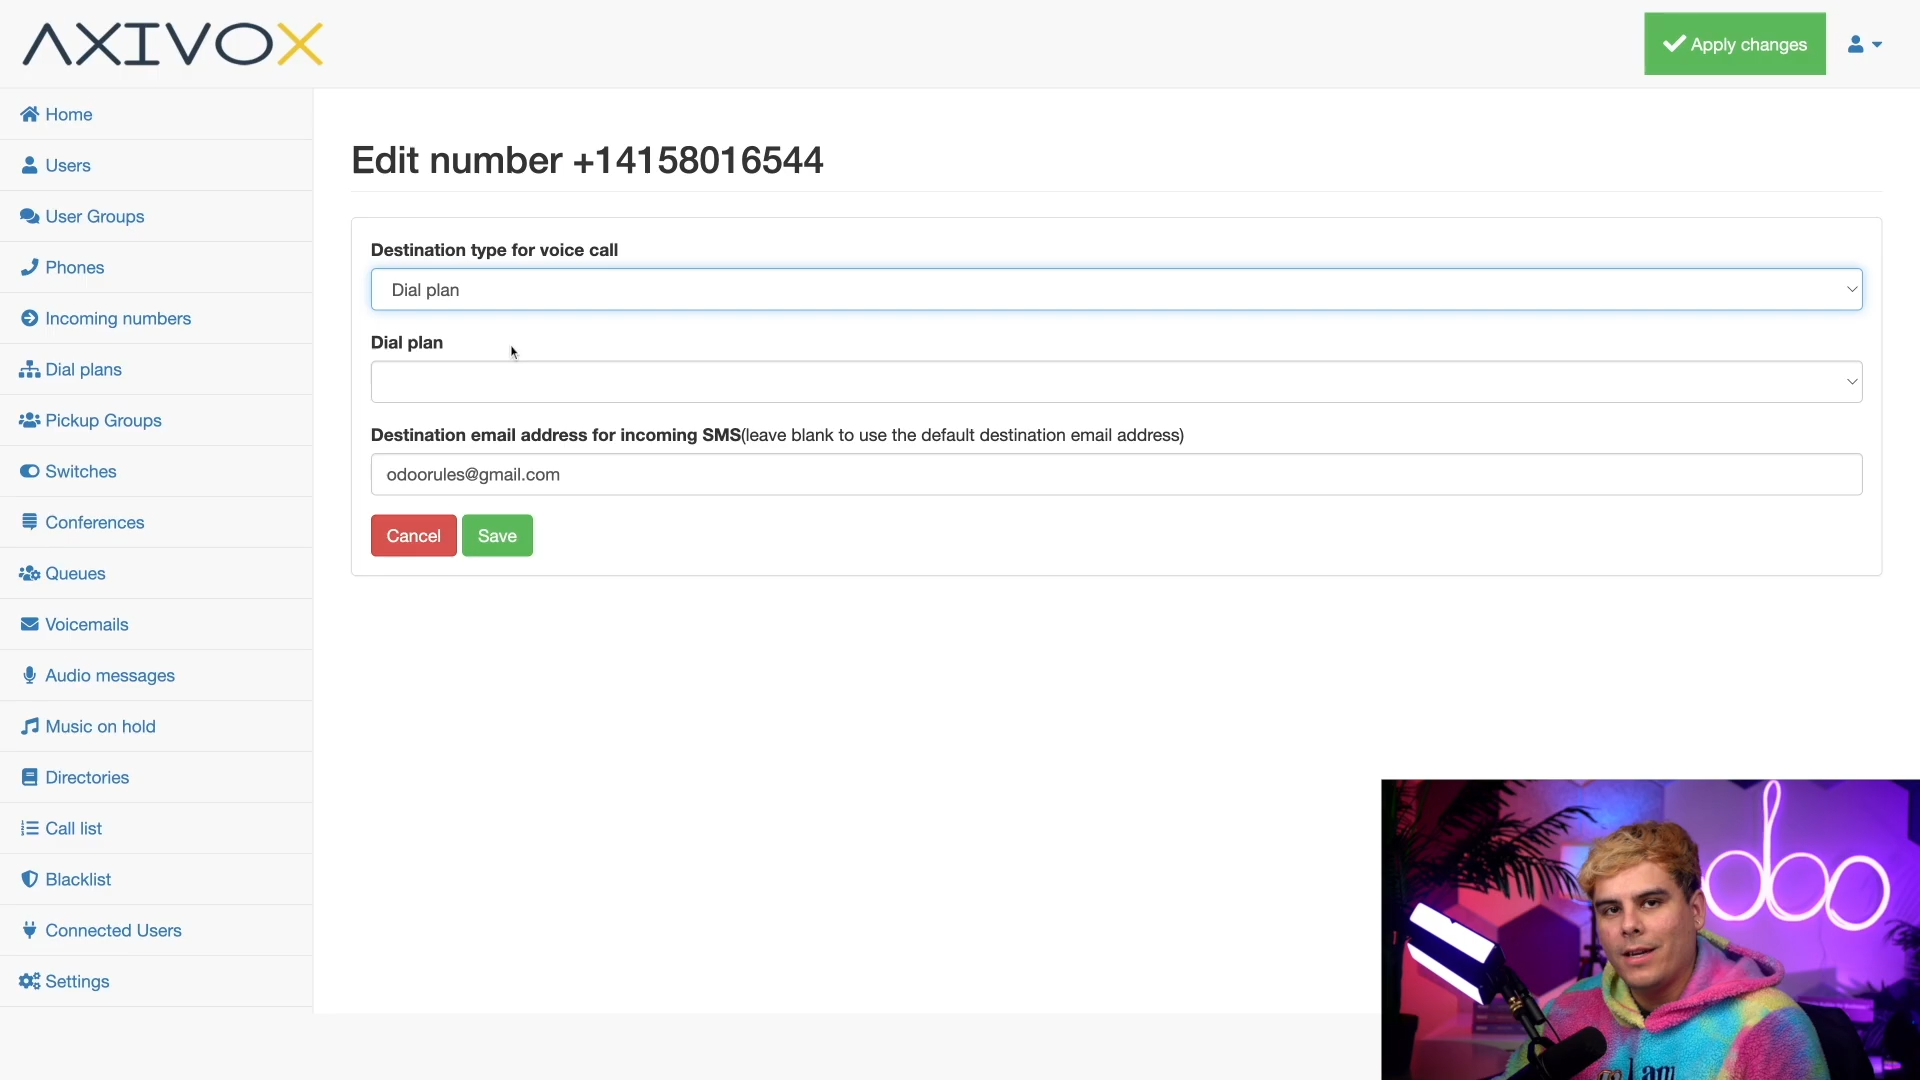 AXIVOX
Apply changes
Home
Users
User Groups
Phones
Incoming numbers
Dial plans
Pickup Groups
Switches
Conferences
Queues
Voicemails
Audio messages
Music on hold
Directories
Call list
Blacklist
Connected Users
Settings
Edit number +14158016544
Destination type for voice call
Dial plan
Dial plan
Destination email address for incoming SMS(leave blank to use the default destination email address)
odoorules@gmail.com
Cancel Save
am